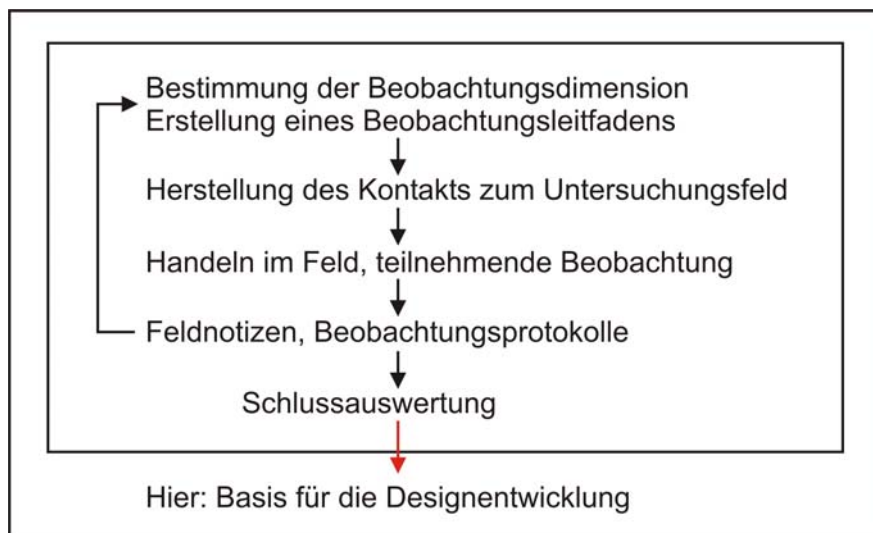 Bestimmung der Beobachtungsdimension
Erstellung eines Beobachtungsleitfadens
Herstellung des Kontakts zum Untersuchungsfeld
Handeln im Feld, teilnehmende Beobachtung
Feldnotizen, Beobachtungsprotokolle
Schlussauswertung
Hier: Basis für die Designentwicklung